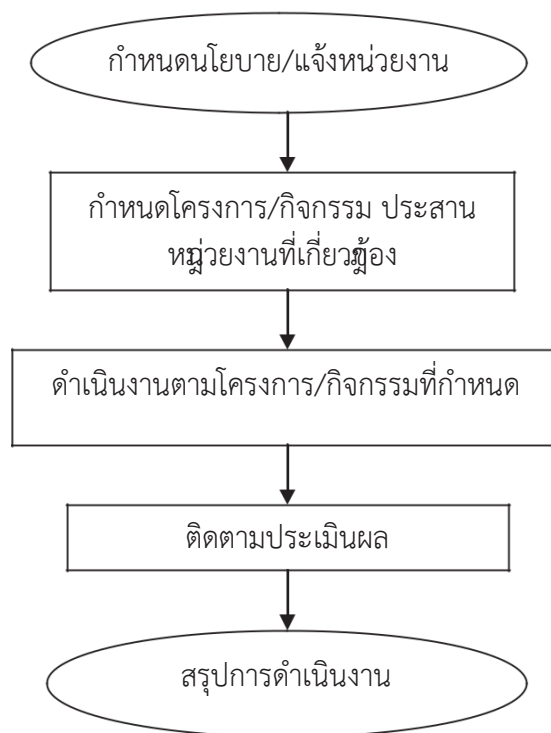 กำหนดนโยบาย/แจ้งหน่วยงาน
กำหนดโครงการ/กิจกรรม ประสาน
หน่วยงานที่เกี่ยวข้อง
ดำเนินงานตามโครงการ/กิจกรรมที่กำหนด
ติดตามประเมินผล
สรุปการดำเนินงาน